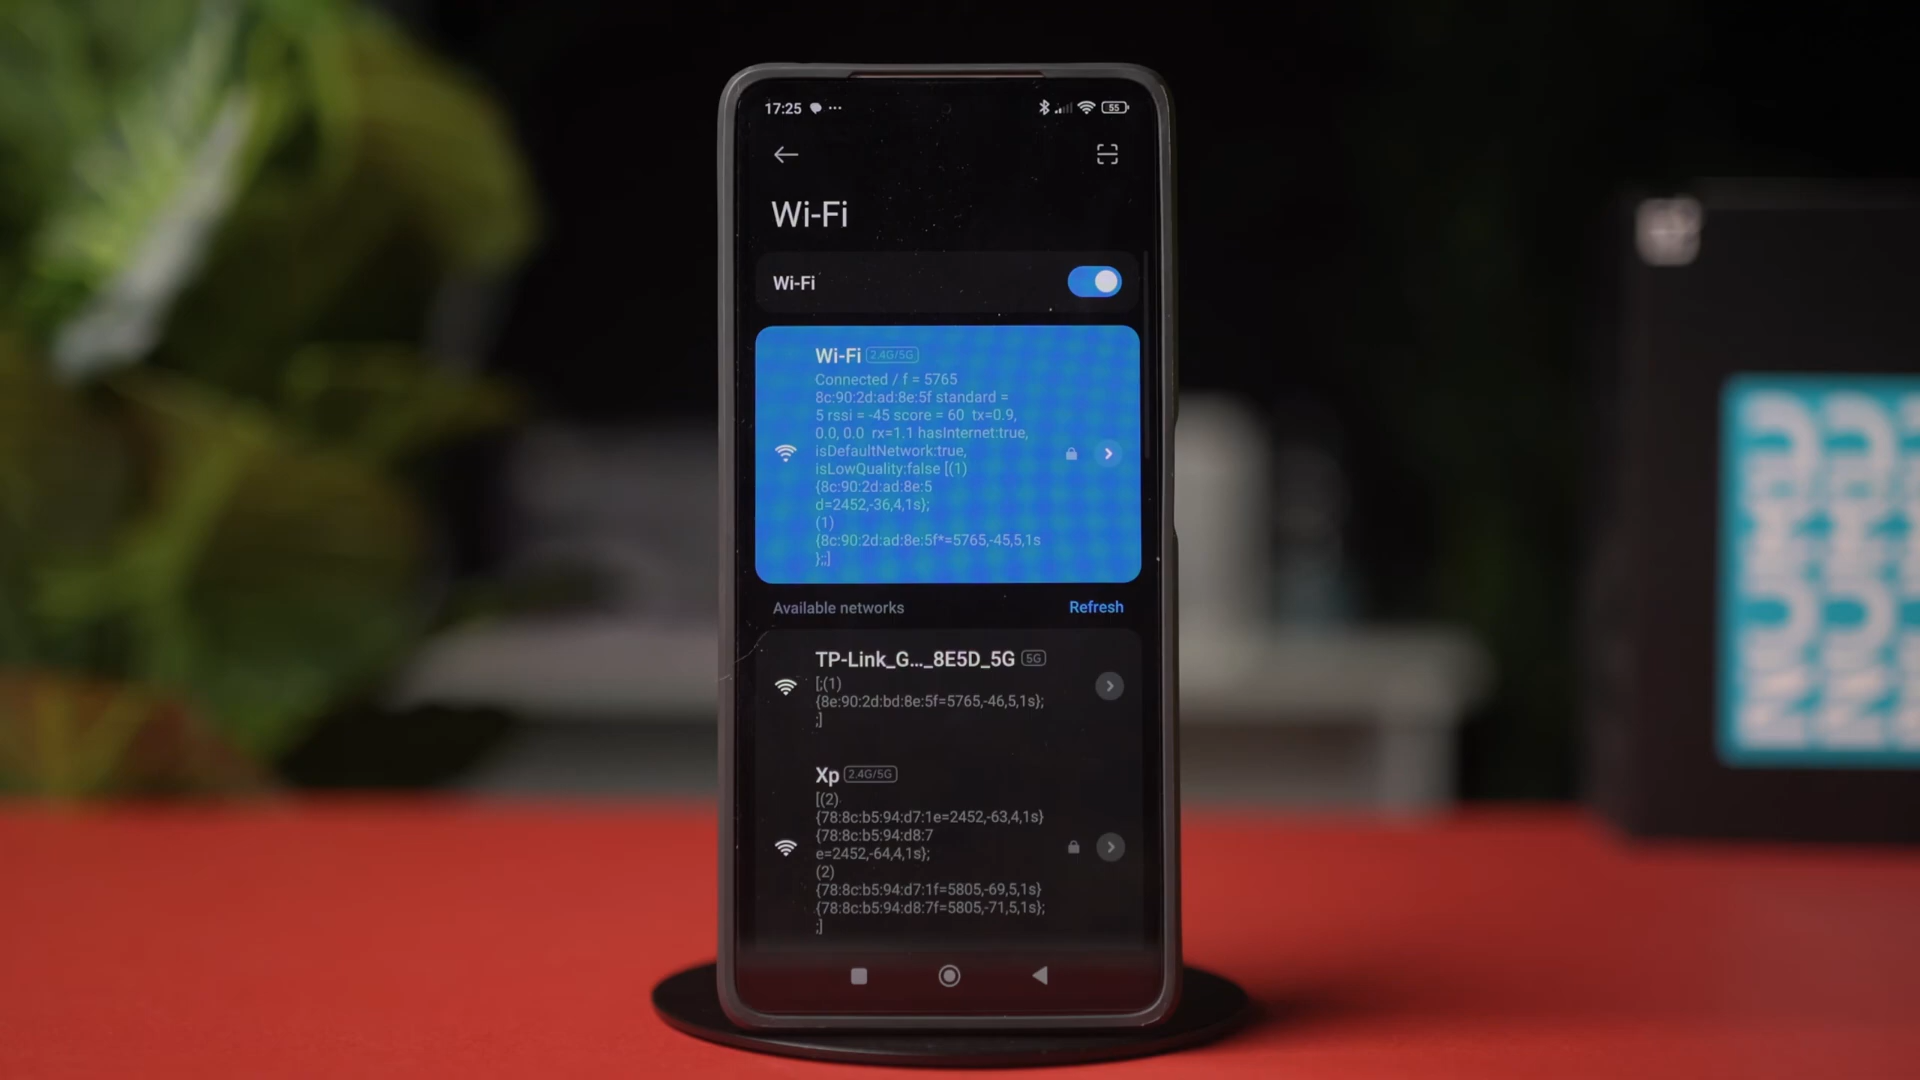 17:25
55
Wi-Fi
Wi-Fi
Wi-Fi 2.4G/5G
Connected / f = 5765
8c:90:2d:ad:8e:5f standard =
5 rssi = -45 score = 60 tx=0.9,
0.0, 0.0 rx=1.1 hasInternet:true,
isDefaultNetwork:true,
isLowQuality:false [(1)
{8c:90:2d:ad:8e:5
d=2452,-36,4,1s};
(1)
{8c:90:2d:ad:8e:5f*=5765,-45,5,1s
};;]
Available networks
Refresh
TP-Link_G..._8E5D_5G 5G
[;(1)
{8e:90:2d:bd:8e:5f=5765,-46,5,1s};
;]
Xp 2.4G/5G
[(2)
{78:8c:b5:94:d7:1e=2452,-63,4,1s}
{78:8c:b5:94:d8:7
e=2452,-64,4,1s};
(2)
{78:8c:b5:94:d7:1f=5805,-69,5,1s}
{78:8c:b5:94:d8:7f=5805,-71,5,1s};
;]